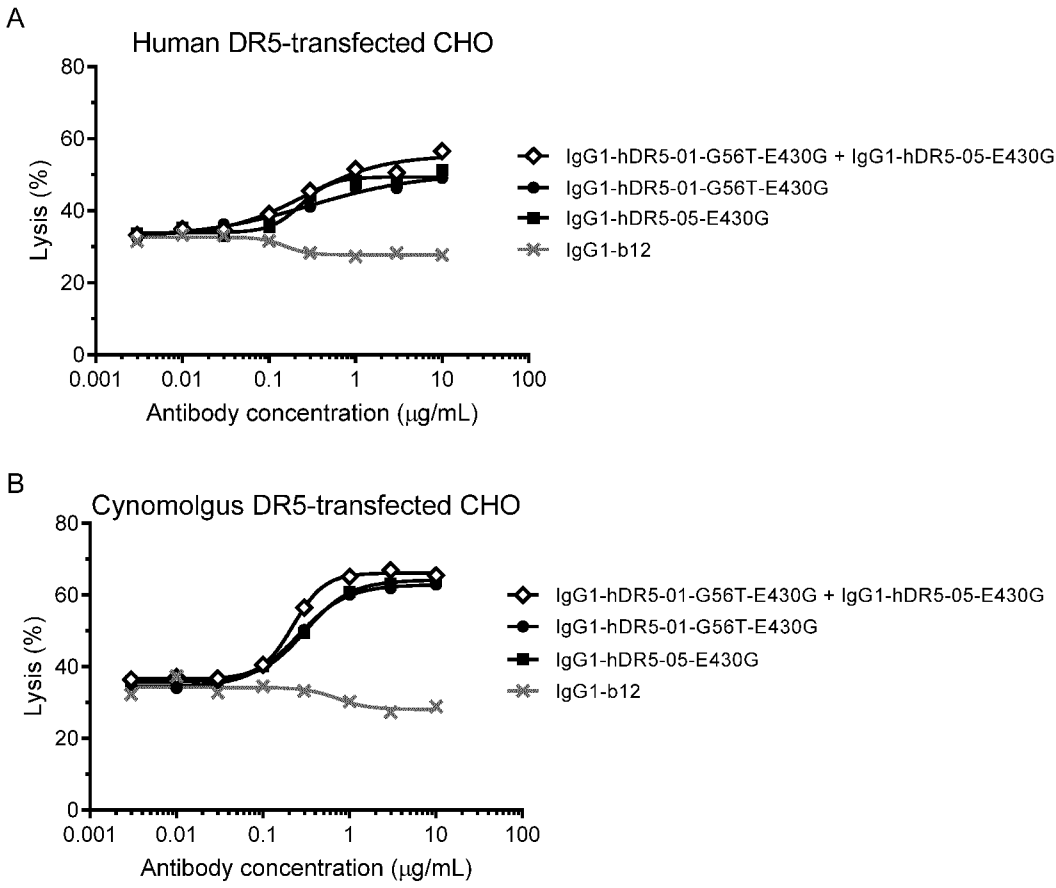 A
Human DR5-transfected CHO
80
60
40
20
0
Lysis (%)
0.001
0.01
0.1
1
10
100
Antibody concentration (μg/mL)
IgG1-hDR5-01-G56T-E430G + IgG1-hDR5-05-E430G
IgG1-hDR5-01-G56T-E430G
IgG1-hDR5-05-E430G
IgG1-b12
B
Cynomolgus DR5-transfected CHO
80
60
40
20
0
Lysis (%)
0.001
0.01
0.1
1
10
100
Antibody concentration (μg/mL)
IgG1-hDR5-01-G56T-E430G + IgG1-hDR5-05-E430G
IgG1-hDR5-01-G56T-E430G
IgG1-hDR5-05-E430G
IgG1-b12